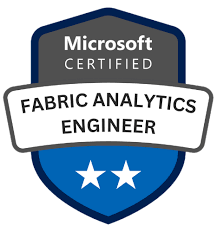 Microsoft
CERTIFIED
FABRIC ANALYTICS
ENGINEER